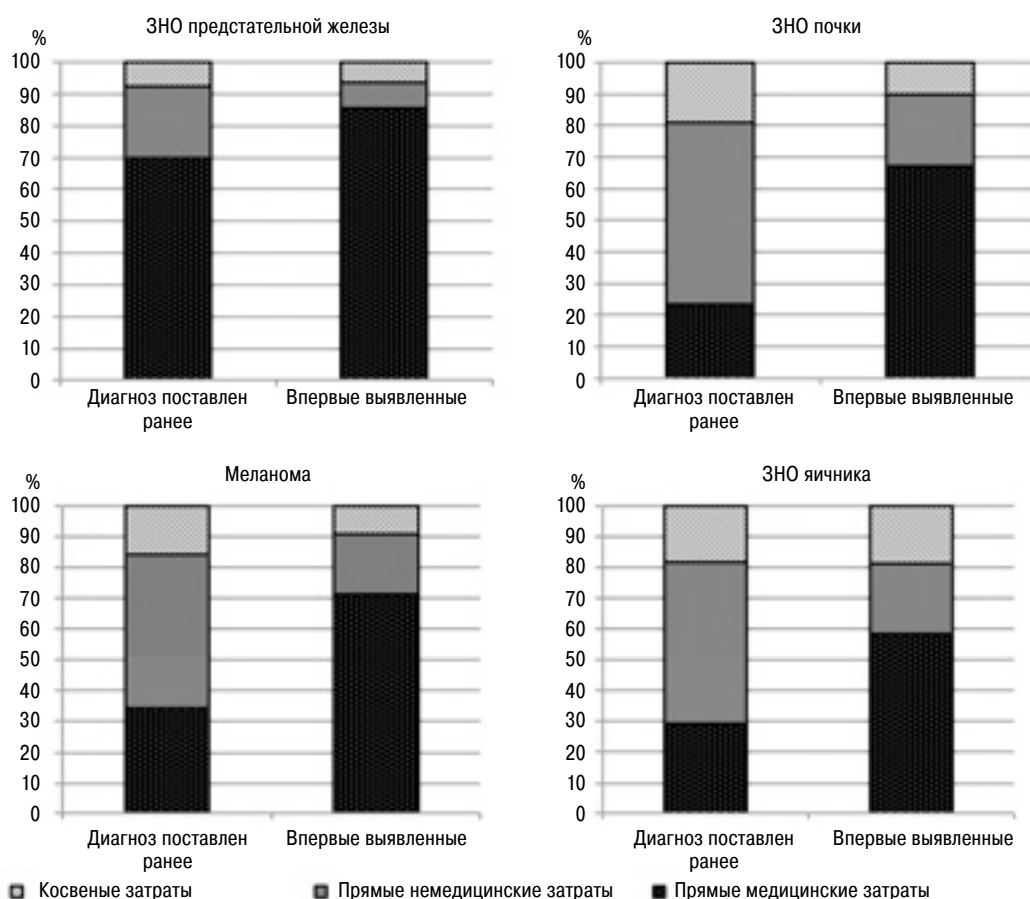 ЗНО предстательной железы
%
100
90
80
70
60
50
40
30
20
10
0
Диагноз поставлен
ранее
Впервые выявленные
ЗНО почки
%
100
90
80
70
60
50
40
30
20
10
0
Диагноз поставлен
ранее
Впервые выявленные
Меланома
%
100
90
80
70
60
50
40
30
20
10
0
Диагноз поставлен
ранее
Впервые выявленные
ЗНО яичника
%
100
90
80
70
60
50
40
30
20
10
0
Диагноз поставлен
ранее
Впервые выявленные
Косвеные затраты
Прямые немедицинские затраты
Прямые медицинские затраты